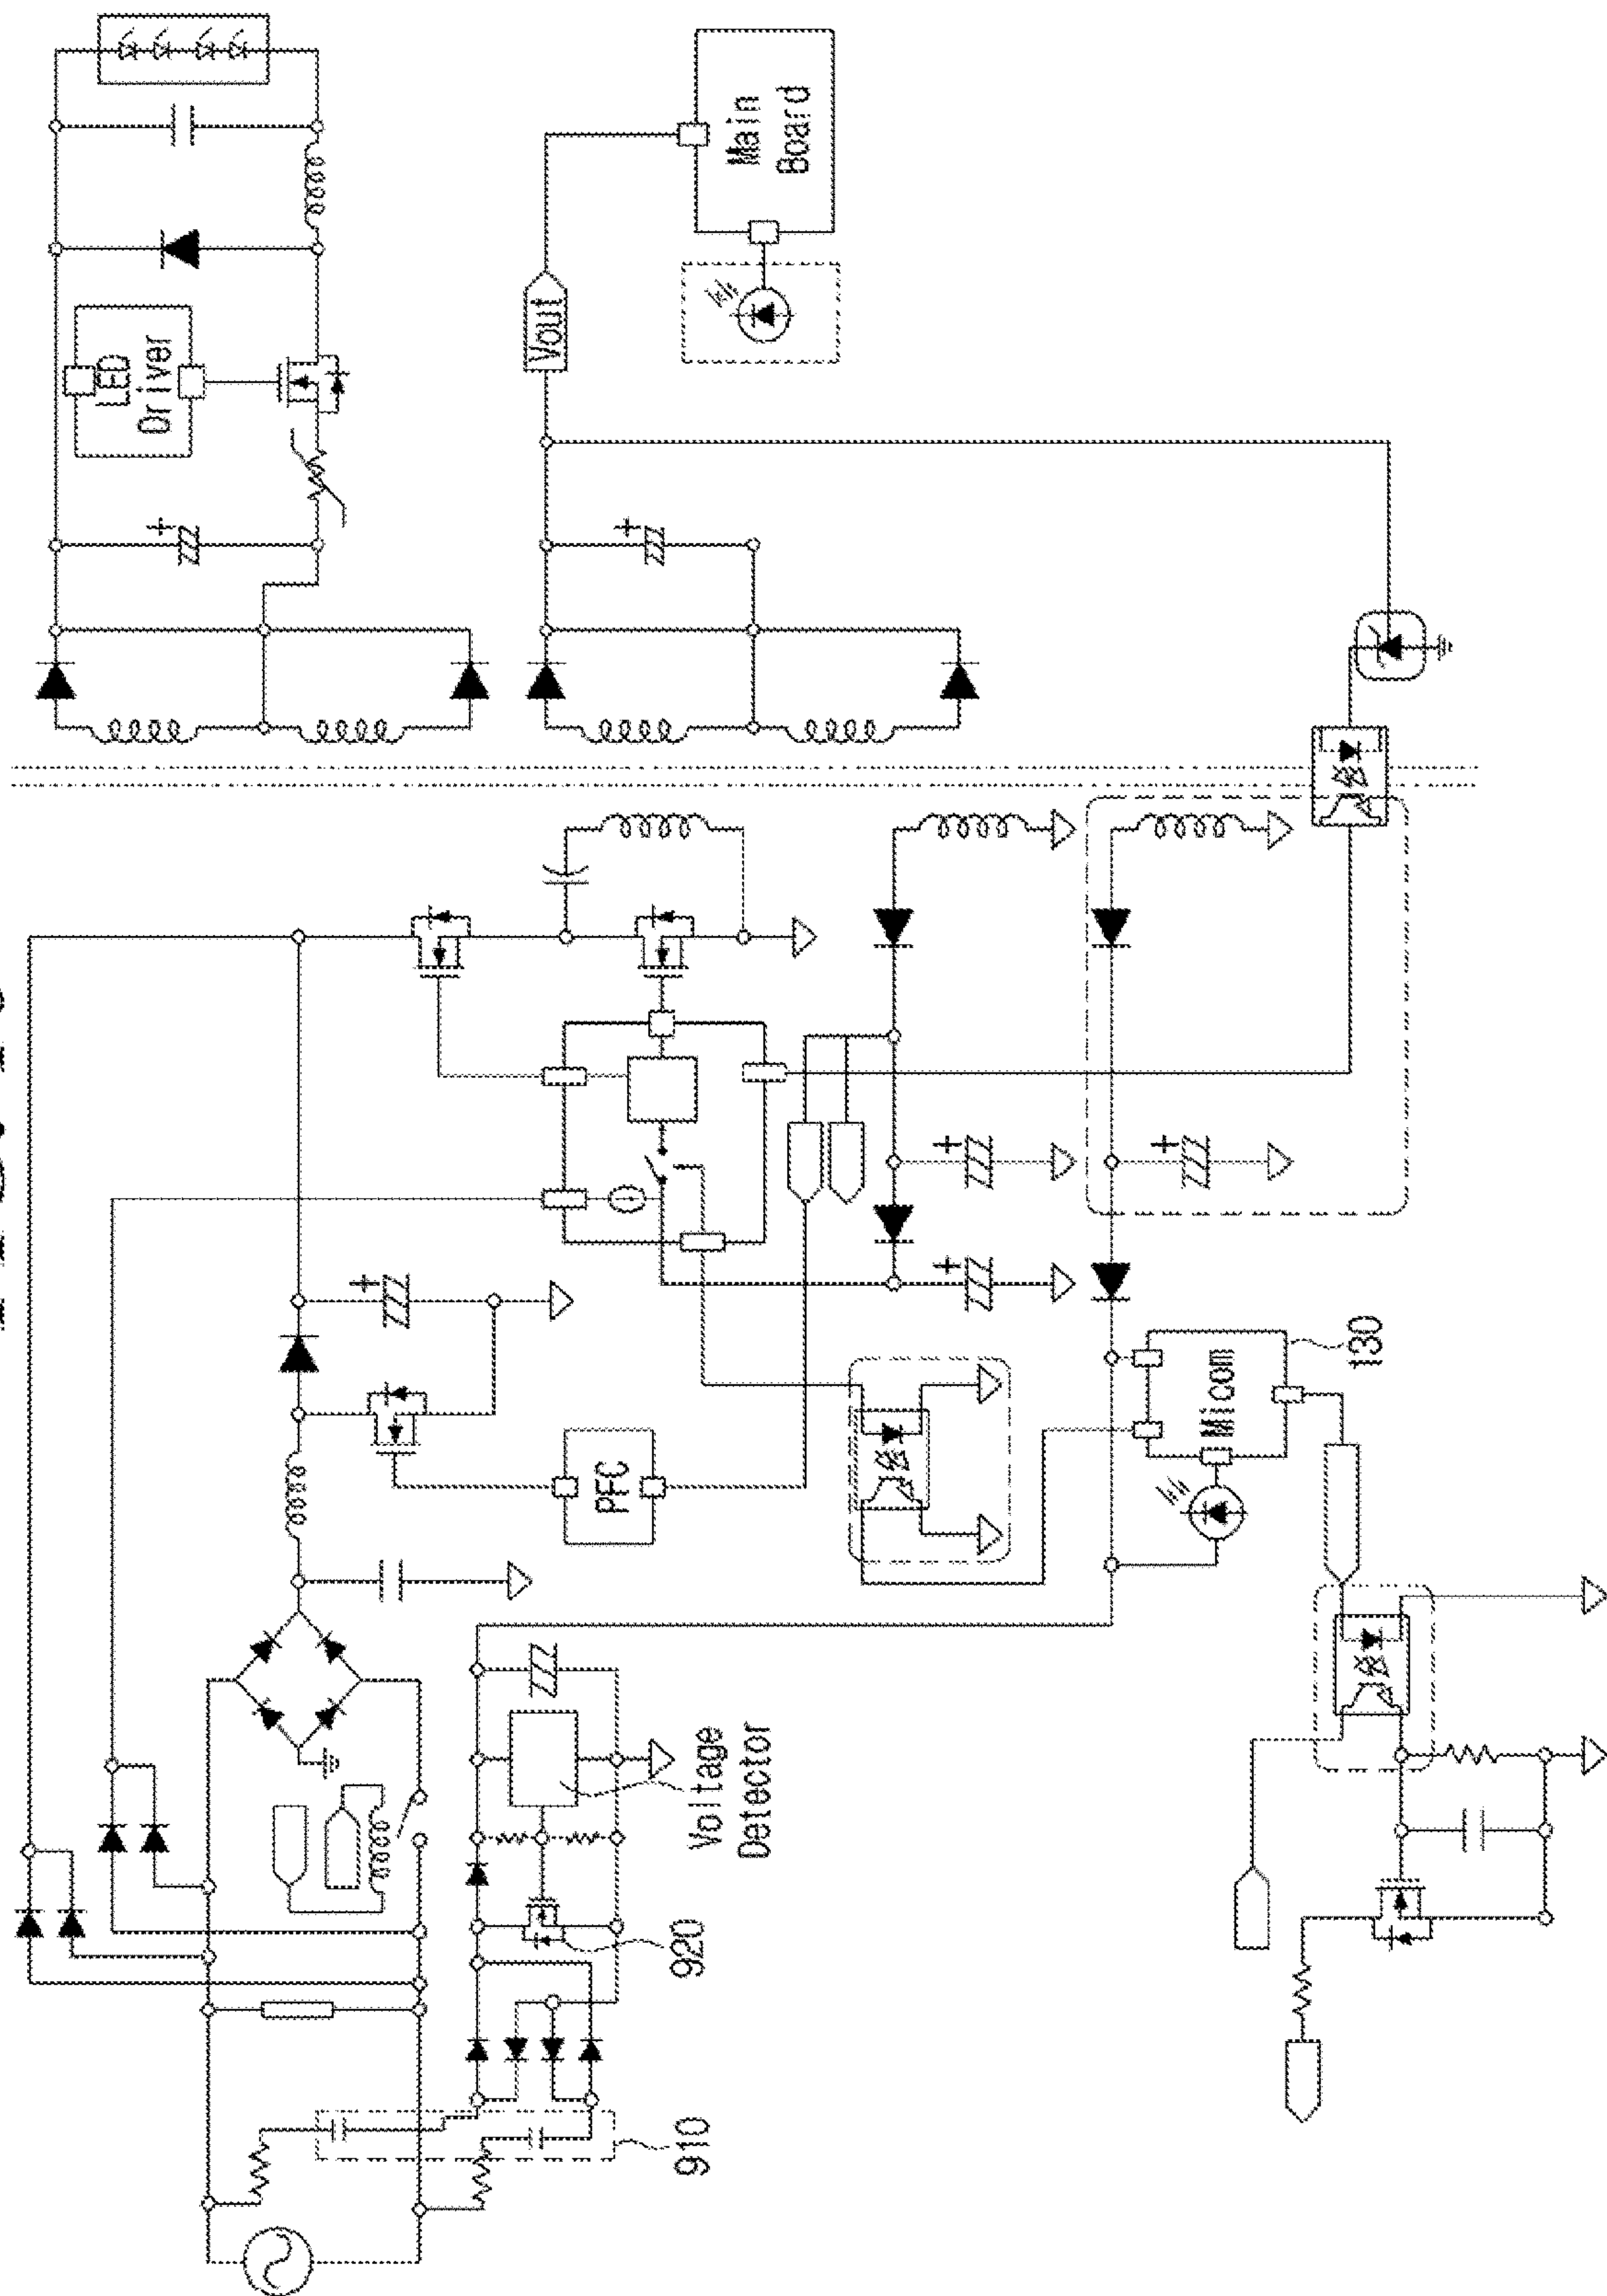 LED
Driver
Vout
Main
Board
PFC
Micom
130
Voltage
Detector
920
910